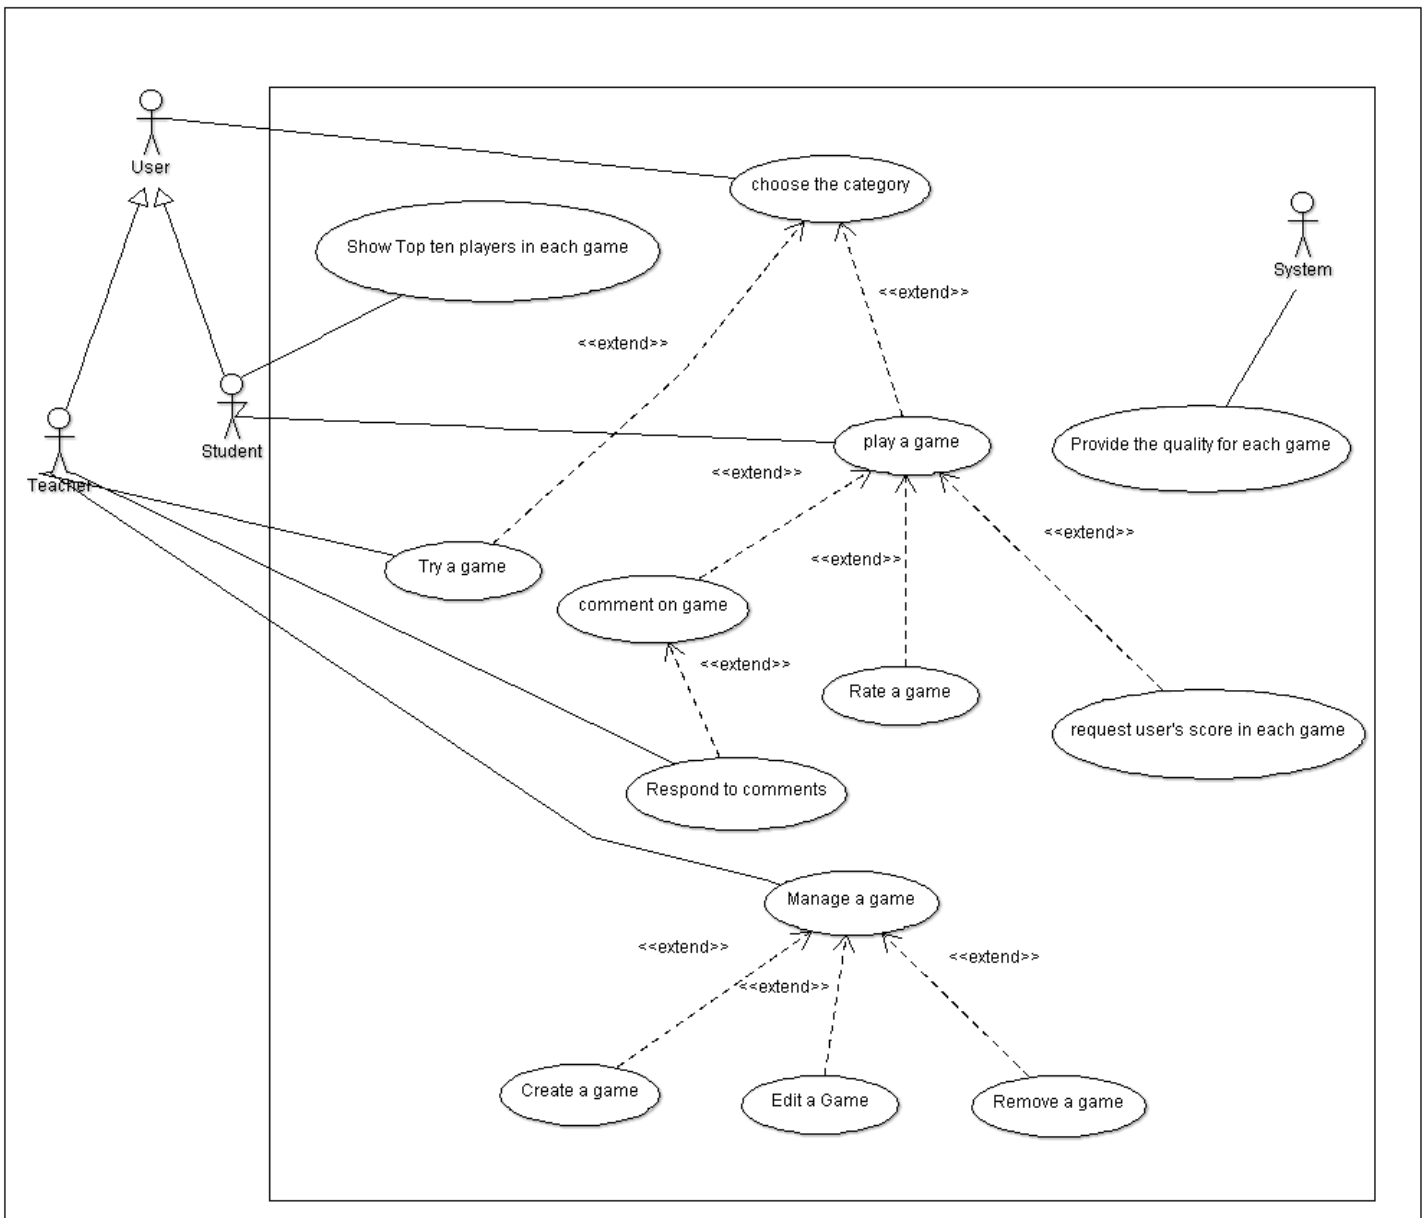 User
choose the category
Show Top ten players in each game
System
<<extend>>
<<extend>>
Student
play a game
Provide the quality for each game
Teacher
<<extend>>
<<extend>>
<<extend>>
Try a game
comment on game
<<extend>>
Rate a game
request user's score in each game
Respond to comments
Manage a game
<<extend>>
<<extend>>
<<extend>>
Create a game
Edit a Game
Remove a game